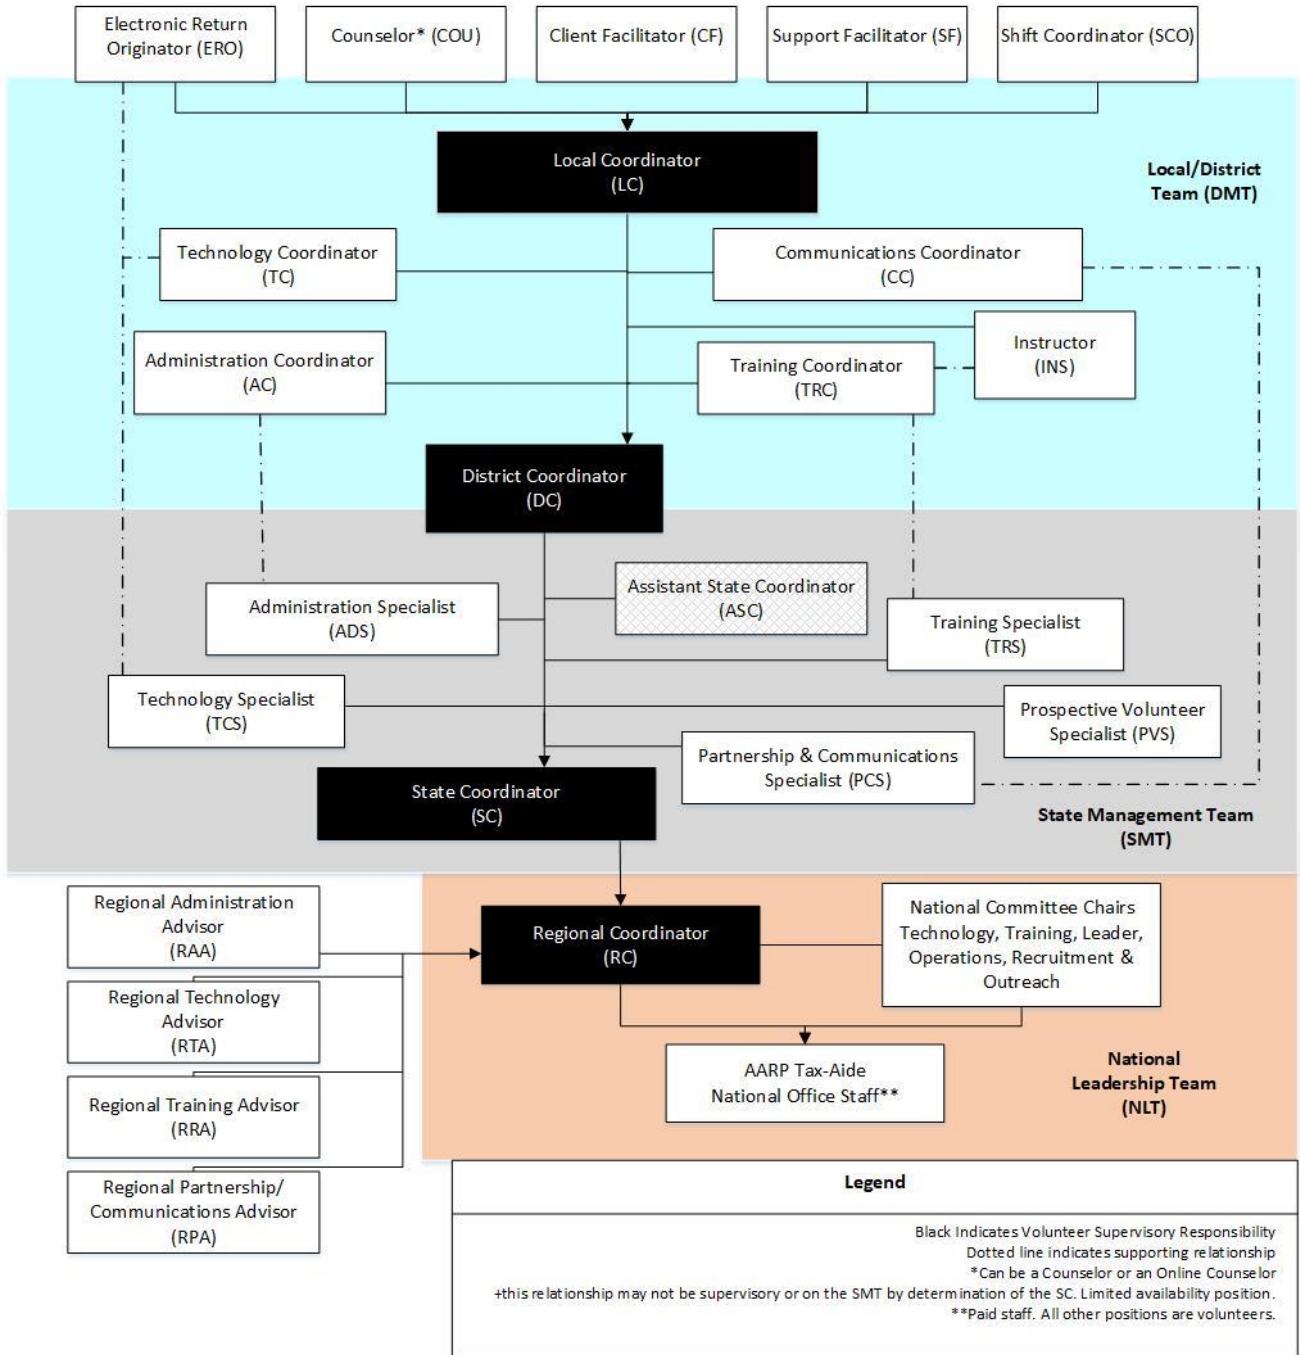 Electronic Return
Originator (ERO)
Counselor* (COU)
Client Facilitator (CF)
Support Facilitator (SF)
Shift Coordinator (SCO)
Local Coordinator
(LC)
Local/District
Team (DMT)
Technology Coordinator
(TC)
Communications Coordinator
(CC)
Administration Coordinator
(AC)
Training Coordinator
(TRC)
Instructor
(INS)
District Coordinator
(DC)
Administration Specialist
(ADS)
Assistant State Coordinator
(ASC)
Training Specialist
(TRS)
Technology Specialist
(TCS)
Prospective Volunteer
Specialist (PVS)
Partnership & Communications
Specialist (PCS)
State Coordinator
(SC)
State Management Team
(SMT)
Regional Administration
Advisor
(RAA)
Regional Coordinator
(RC)
National Committee Chairs
Technology, Training, Leader,
Operations, Recruitment &
Outreach
Regional Technology
Advisor
(RTA)
AARP Tax-Aide
National Office Staff**
National
Leadership Team
(NLT)
Regional Training Advisor
(RRA)
Regional Partnership/
Communications Advisor
(RPA)
Legend
Black Indicates Volunteer Supervisory Responsibility
Dotted line indicates supporting relationship
*Can be a Counselor or an Online Counselor
+this relationship may not be supervisory or on the SMT by determination of the SC. Limited availability position.
**Paid staff. All other positions are volunteers.